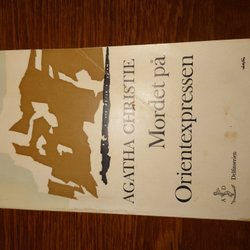 AGATHA CHRISTIE
Mordet på
Orientexpressen
Delfinserien